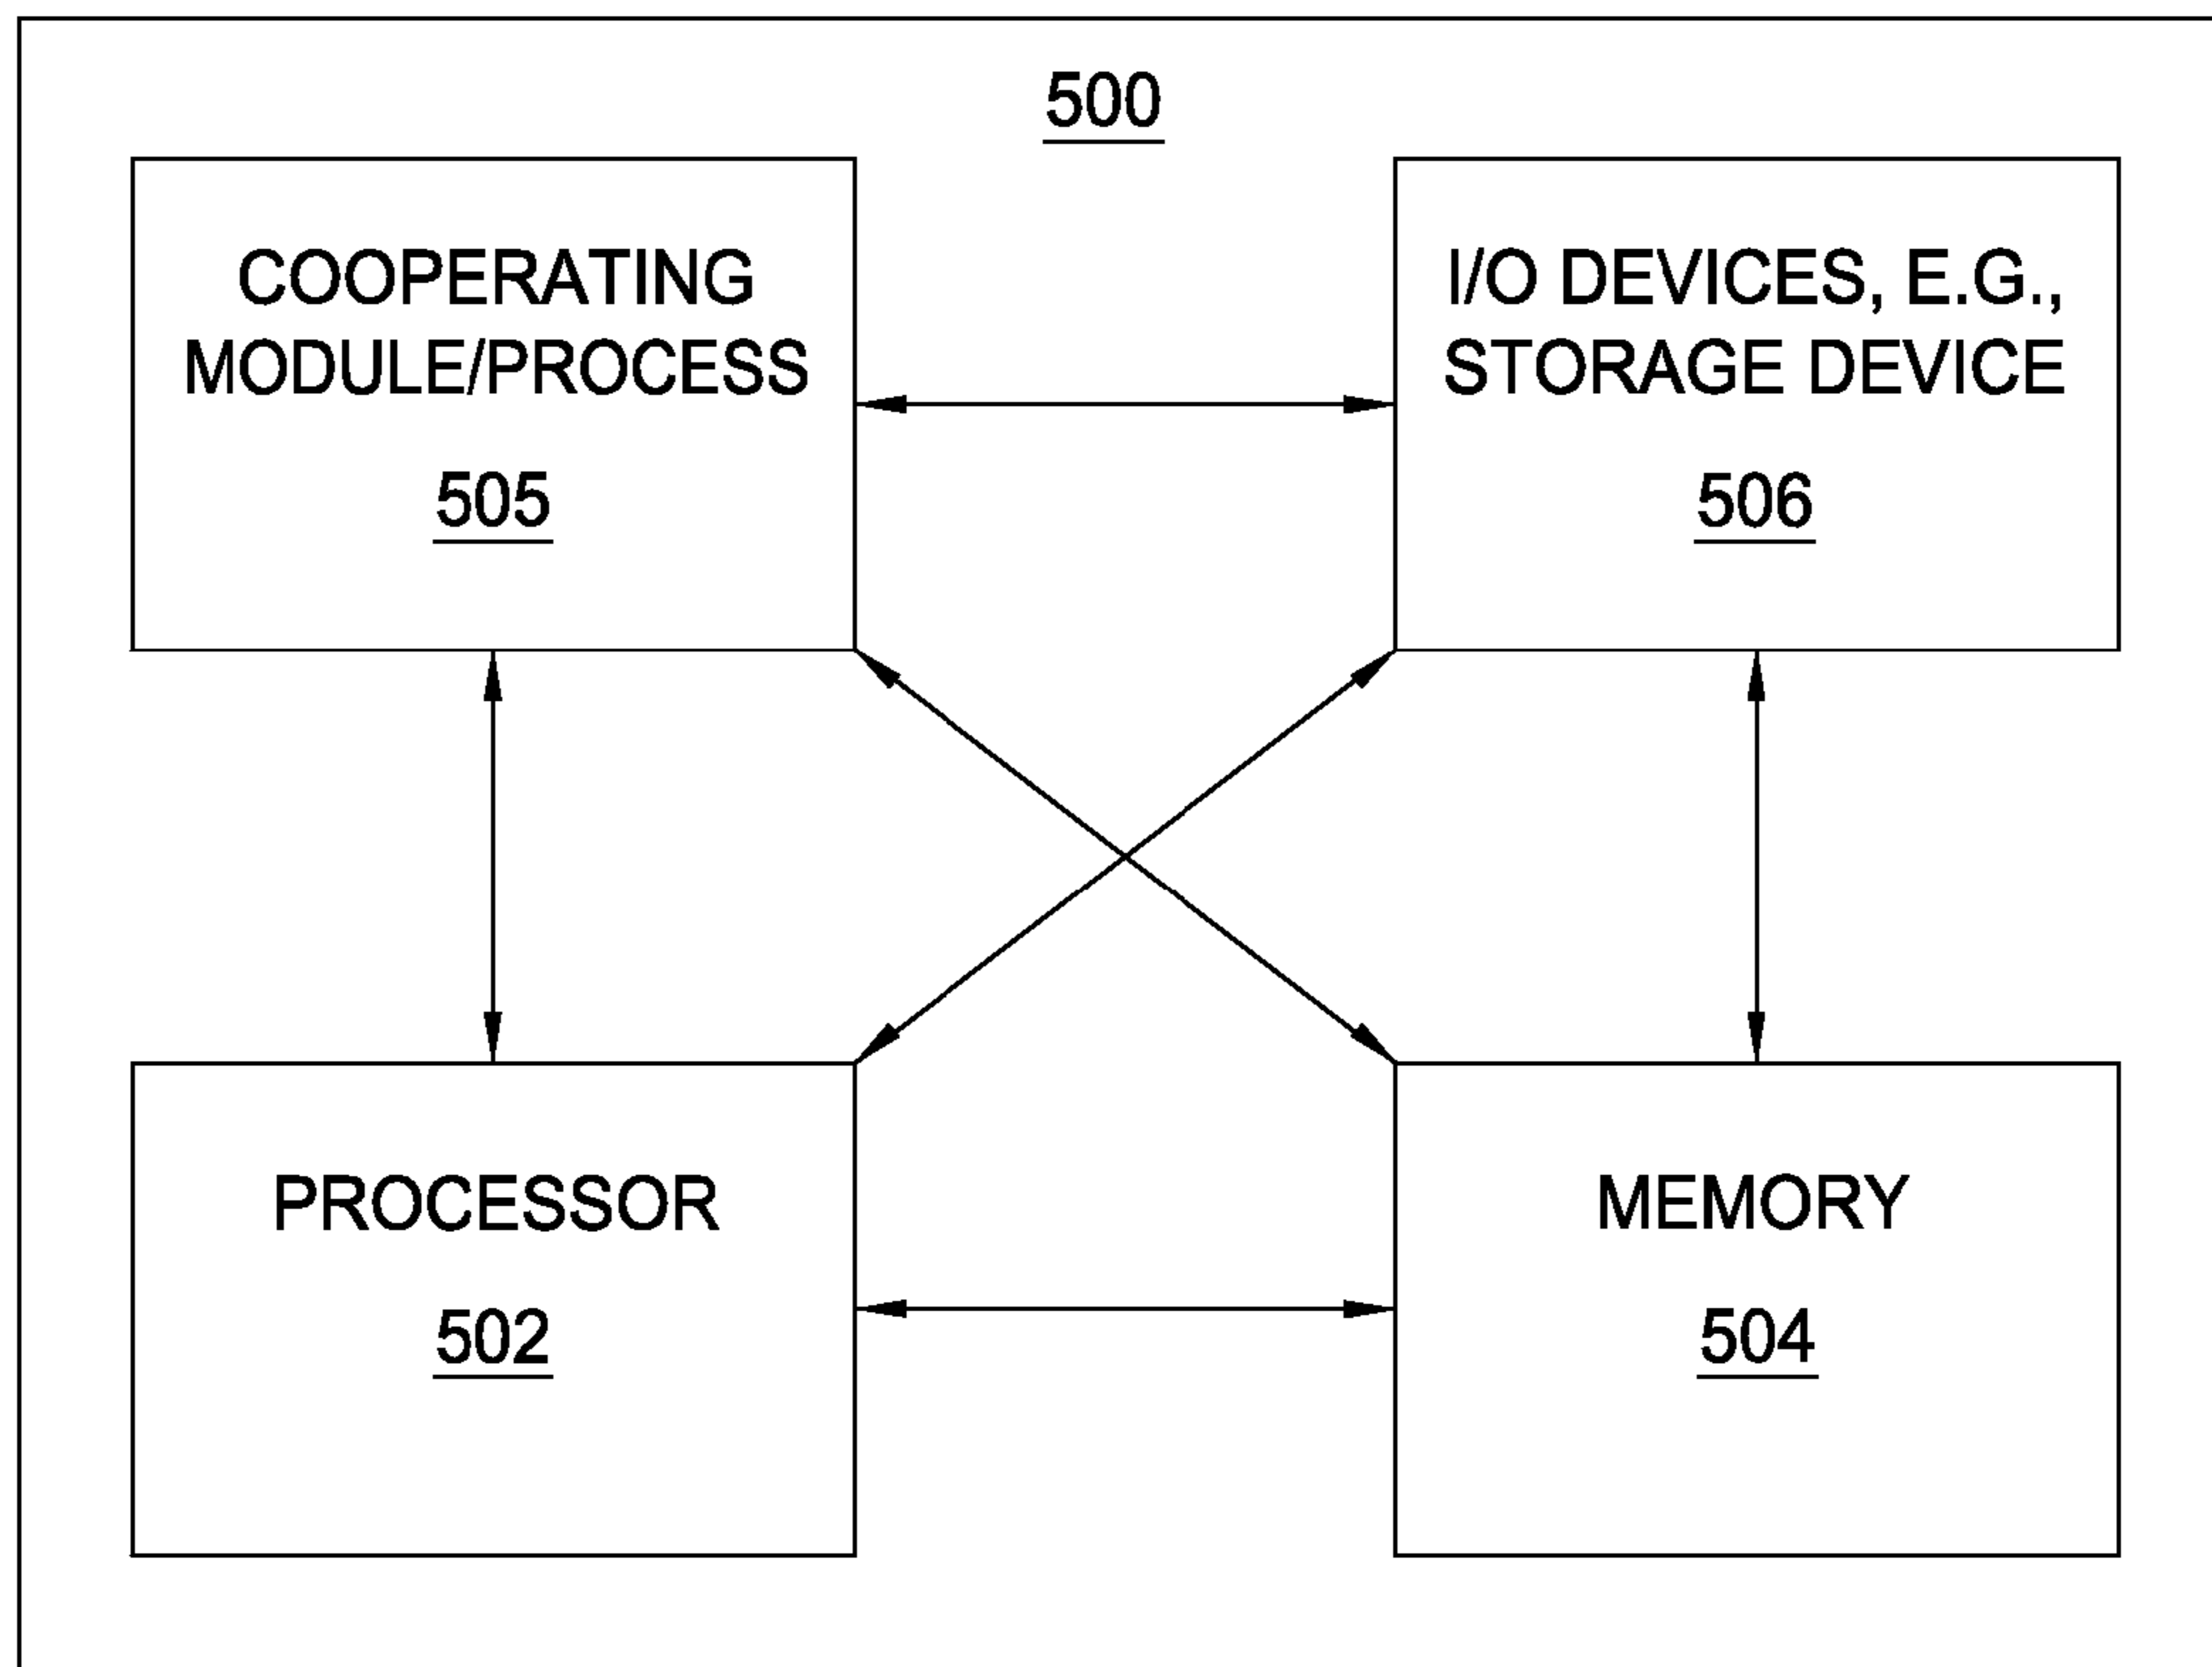 500
COOPERATING
MODULE/PROCESS
505
I/O DEVICES, E.G.,
STORAGE DEVICE
506
PROCESSOR
502
MEMORY
504